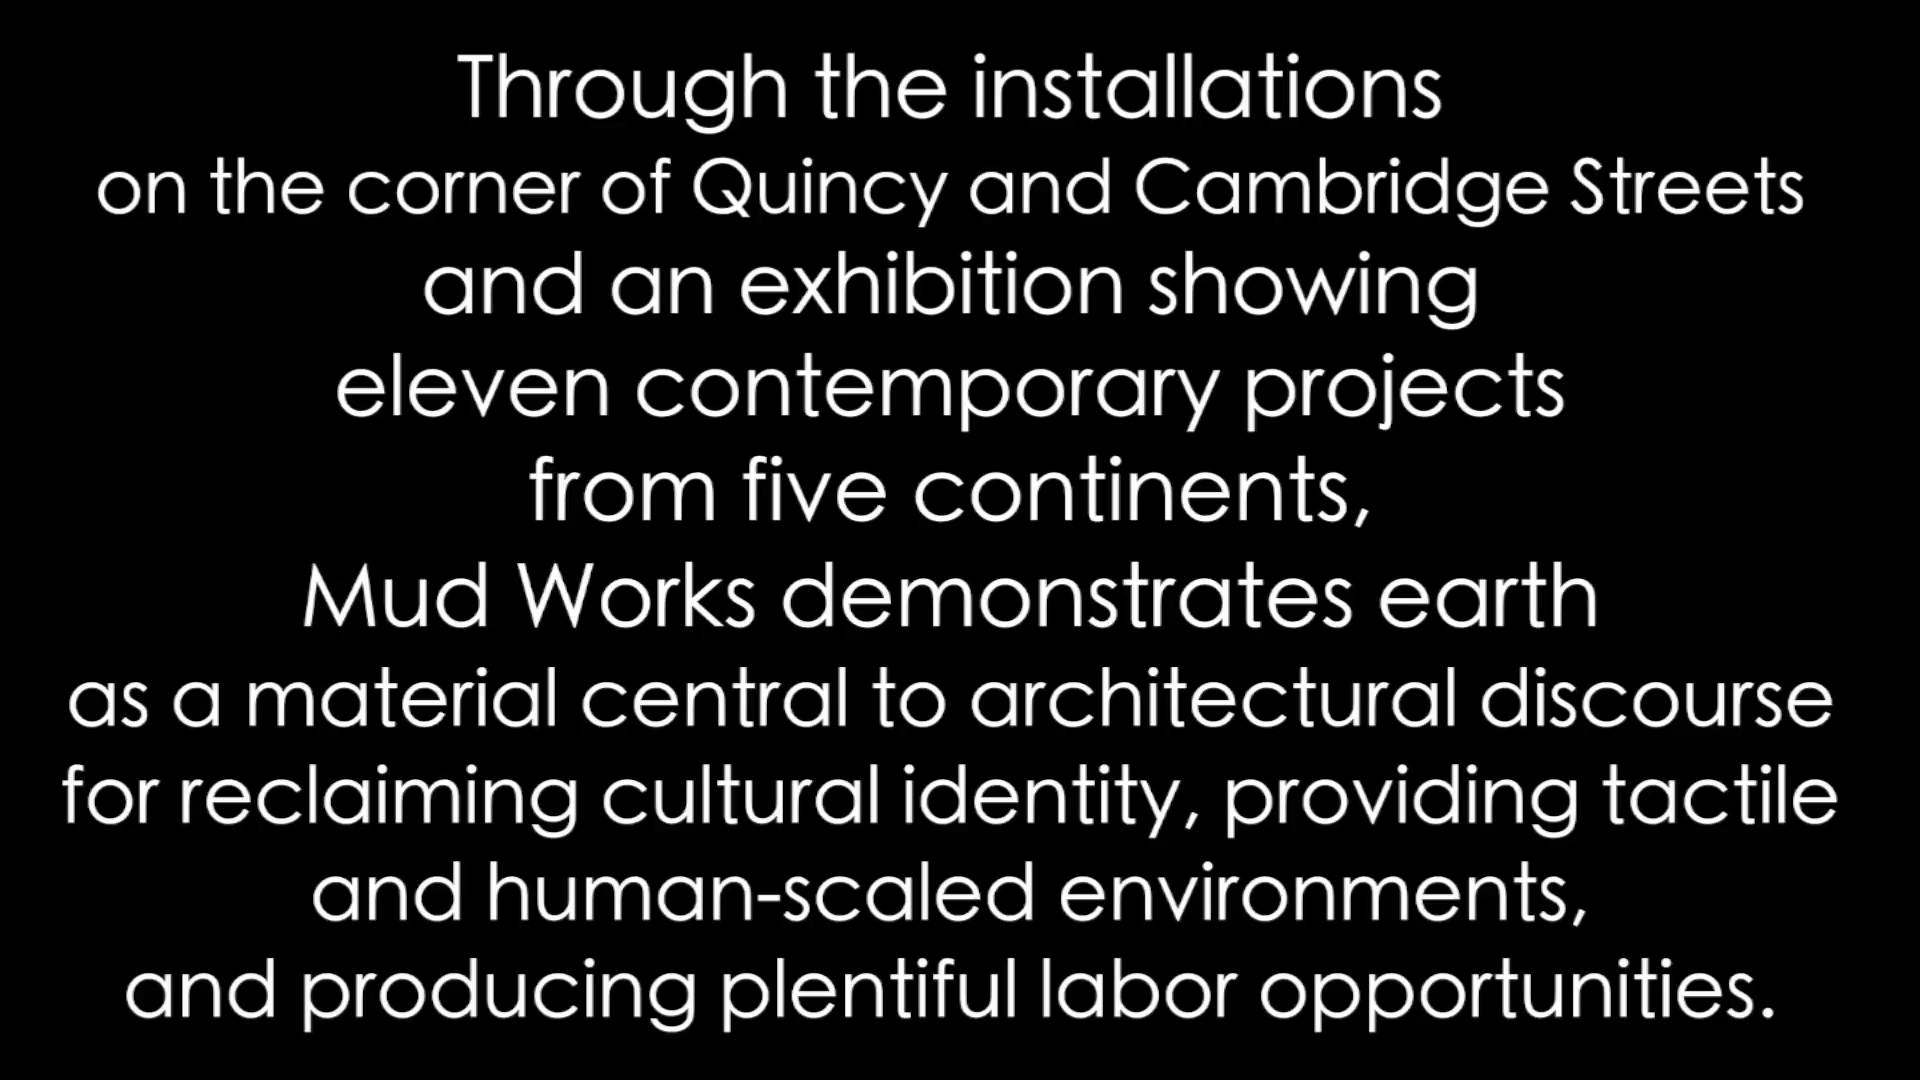 Through the installations
on the corner of Quincy and Cambridge Streets
and an exhibition showing
eleven contemporary projects
from five continents,
Mud Works demonstrates earth
as a material central to architectural discourse
for reclaiming cultural identity, providing tactile
and human-scaled environments,
and producing plentiful labor opportunities.